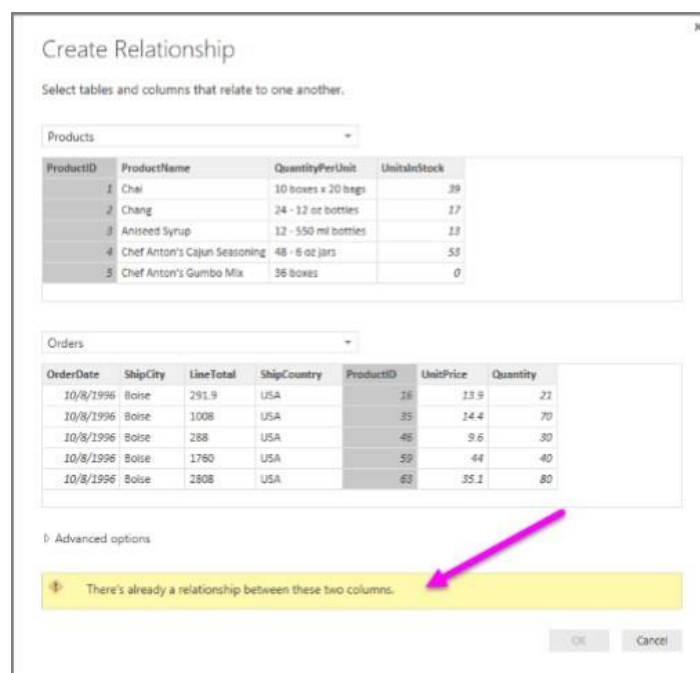 Create Relationship
Select tables and columns that relate to one another.
Products
ProductID ProductName QuantityPerUnit UnitsInStock
1 Chai 10 boxes x 20 bags 39
2 Chang 24 - 12 oz bottles 17
3 Aniseed Syrup 12 - 550 ml bottles 13
4 Chef Anton's Cajun Seasoning 48 - 6 oz jars 53
5 Chef Anton's Gumbo Mix 36 boxes 0
Orders
OrderDate ShipCity LineTotal ShipCountry ProductID UnitPrice Quantity
10/8/1996 Boise 291.9 USA 16 13.9 21
10/8/1996 Boise 1008 USA 35 14.4 70
10/8/1996 Boise 288 USA 46 9.6 30
10/8/1996 Boise 1760 USA 59 44 40
10/8/1996 Boise 2808 USA 63 35.1 80
Advanced options
There's already a relationship between these two columns.
OK Cancel